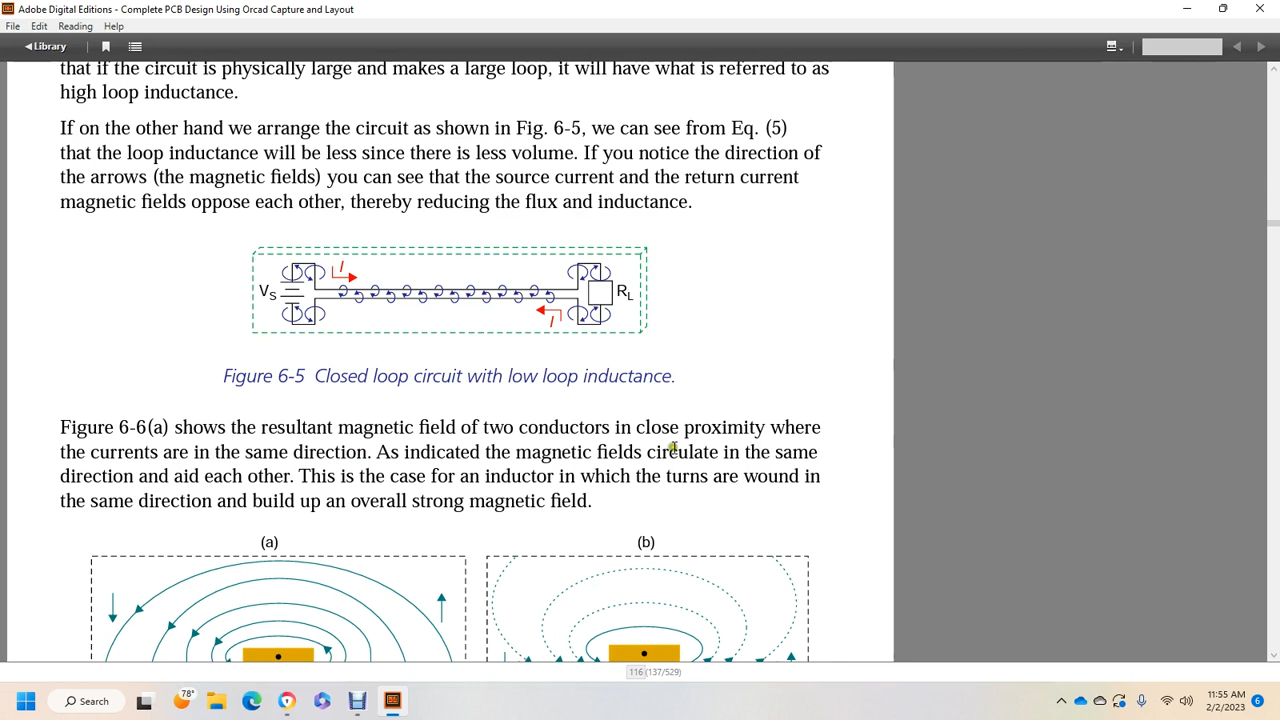 Adobe Digital Editions - Complete PCB Design Using Orcad Capture and Layout
File Edit Reading Help
Library
that if the circuit is physically large and makes a large loop, it will have what is referred to as
high loop inductance.
If on the other hand we arrange the circuit as shown in Fig. 6-5, we can see from Eq. (5)
that the loop inductance will be less since there is less volume. If you notice the direction of
the arrows (the magnetic fields) you can see that the source current and the return current
magnetic fields oppose each other, thereby reducing the flux and inductance.
I
VS
RL
I
Figure 6-5 Closed loop circuit with low loop inductance.
Figure 6-6(a) shows the resultant magnetic field of two conductors in close proximity where
the currents are in the same direction. As indicated the magnetic fields circulate in the same
direction and aid each other. This is the case for an inductor in which the turns are wound in
the same direction and build up an overall strong magnetic field.
(a) (b)
116 (137/529)
Search
78°
11:55 AM
2/2/2023
6